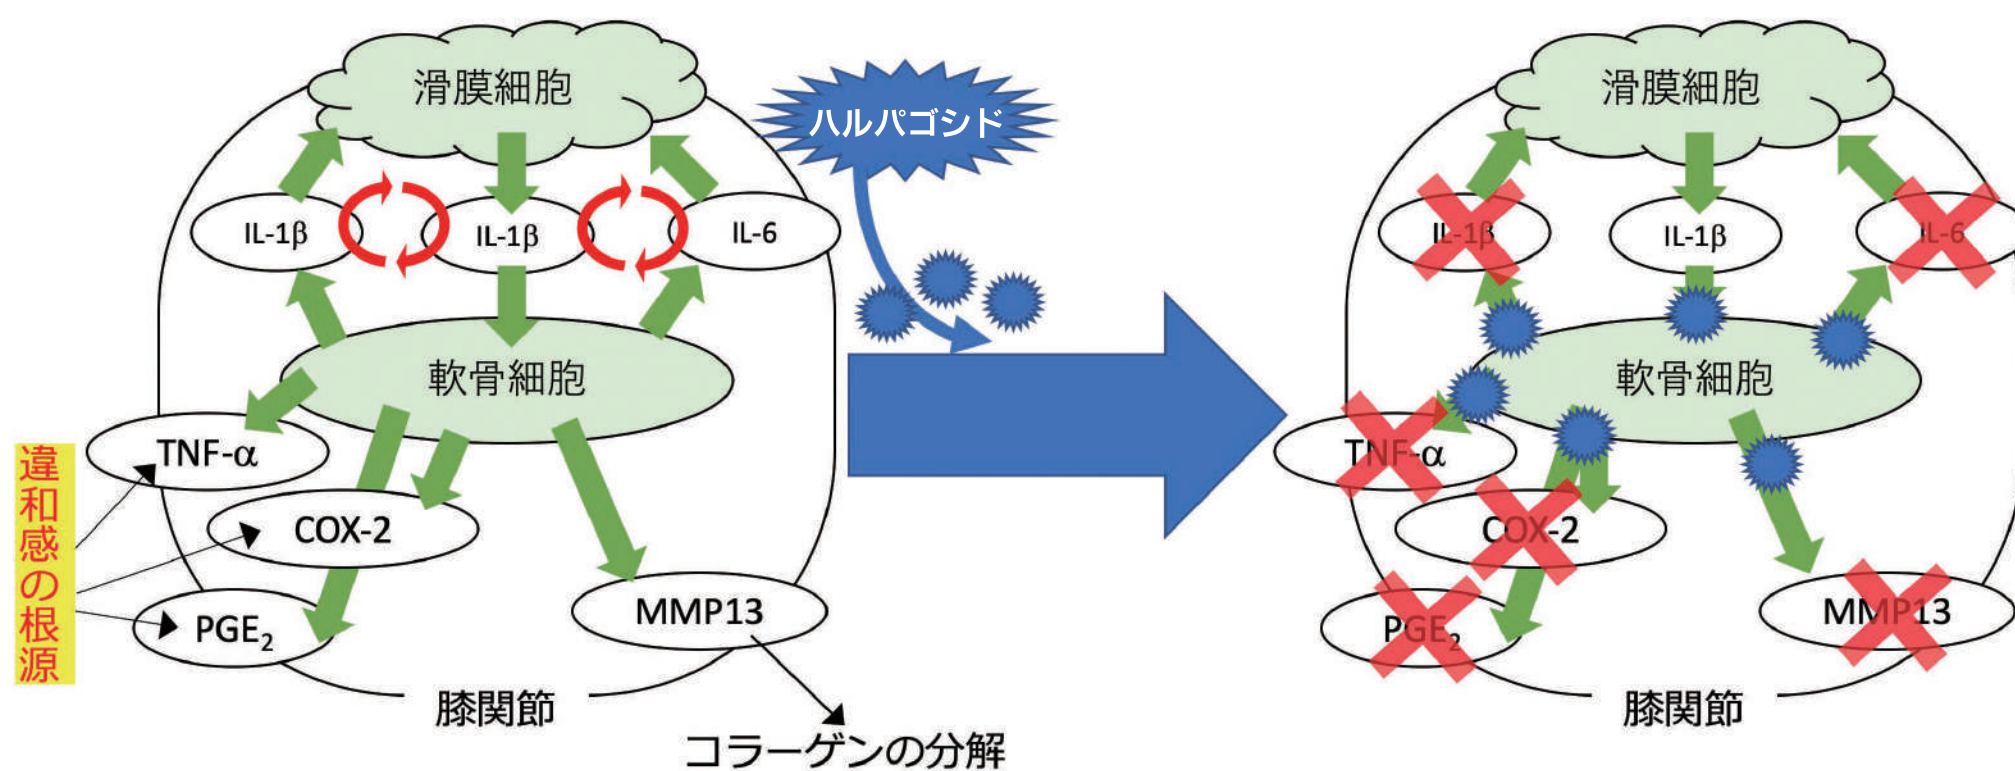 滑膜細胞
IL-1β
IL-1β
IL-6
軟骨細胞
TNF-α
COX-2
PGE₂
MMP13
違和感の根源
膝関節
コラーゲンの分解
ハルパゴシド
滑膜細胞
IL-1β
IL-1β
IL-6
軟骨細胞
TNF-α
COX-2
PGE₂
MMP13
膝関節